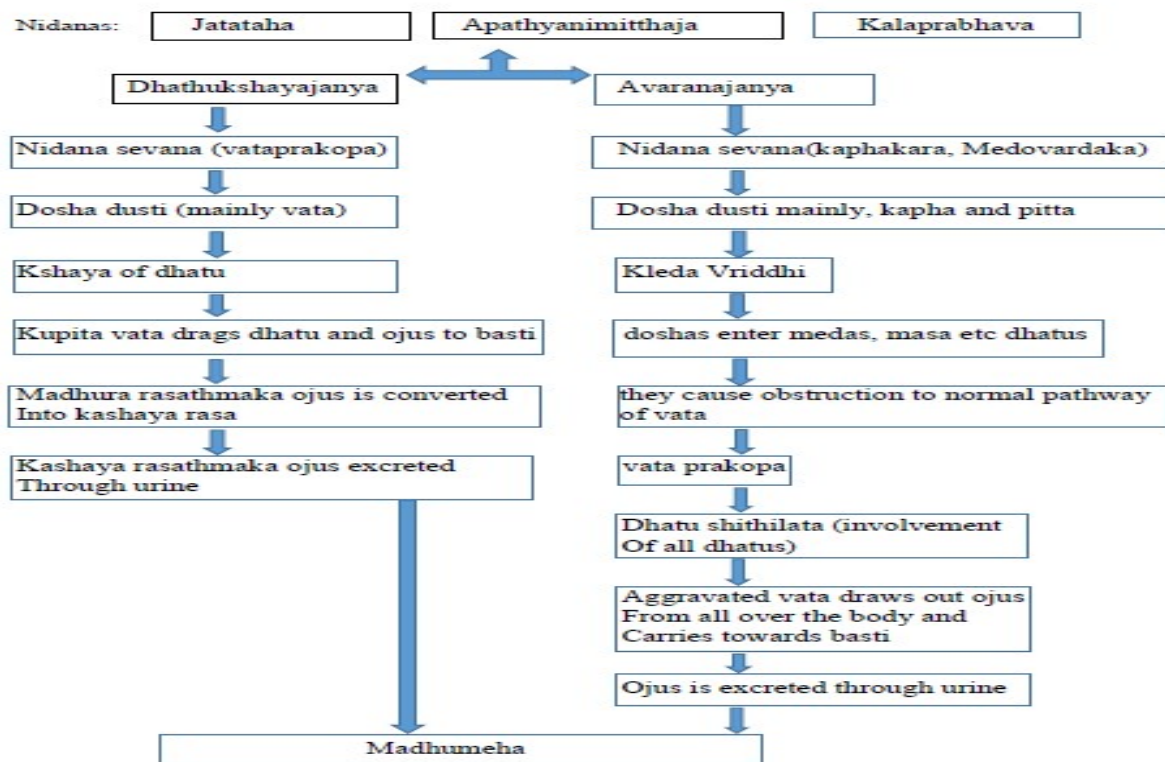 Nidanas:
Jatataha
Apathyanimitthaja
Kalaprabhava
Dhathukshayajanya
Nidana sevana (vataprakopa)
Dosha dusti (mainly vata)
Kshaya of dhatu
Kupita vata drags dhatu and ojus to basti
Madhura rasathmaka ojus is converted
Into kashaya rasa
Kashaya rasathmaka ojus excreted
Through urine
Avaranajanya
Nidana sevana(kaphakara, Medovardaka)
Dosha dusti mainly, kapha and pitta
Kleda Vriddhi
doshas enter medas, masa etc dhatus
they cause obstruction to normal pathway
of vata
vata prakopa
Dhatu shithilata (involvement
Of all dhatus)
Aggravated vata draws out ojus
From all over the body and
Carries towards basti
Ojus is excreted through urine
Madhumeha